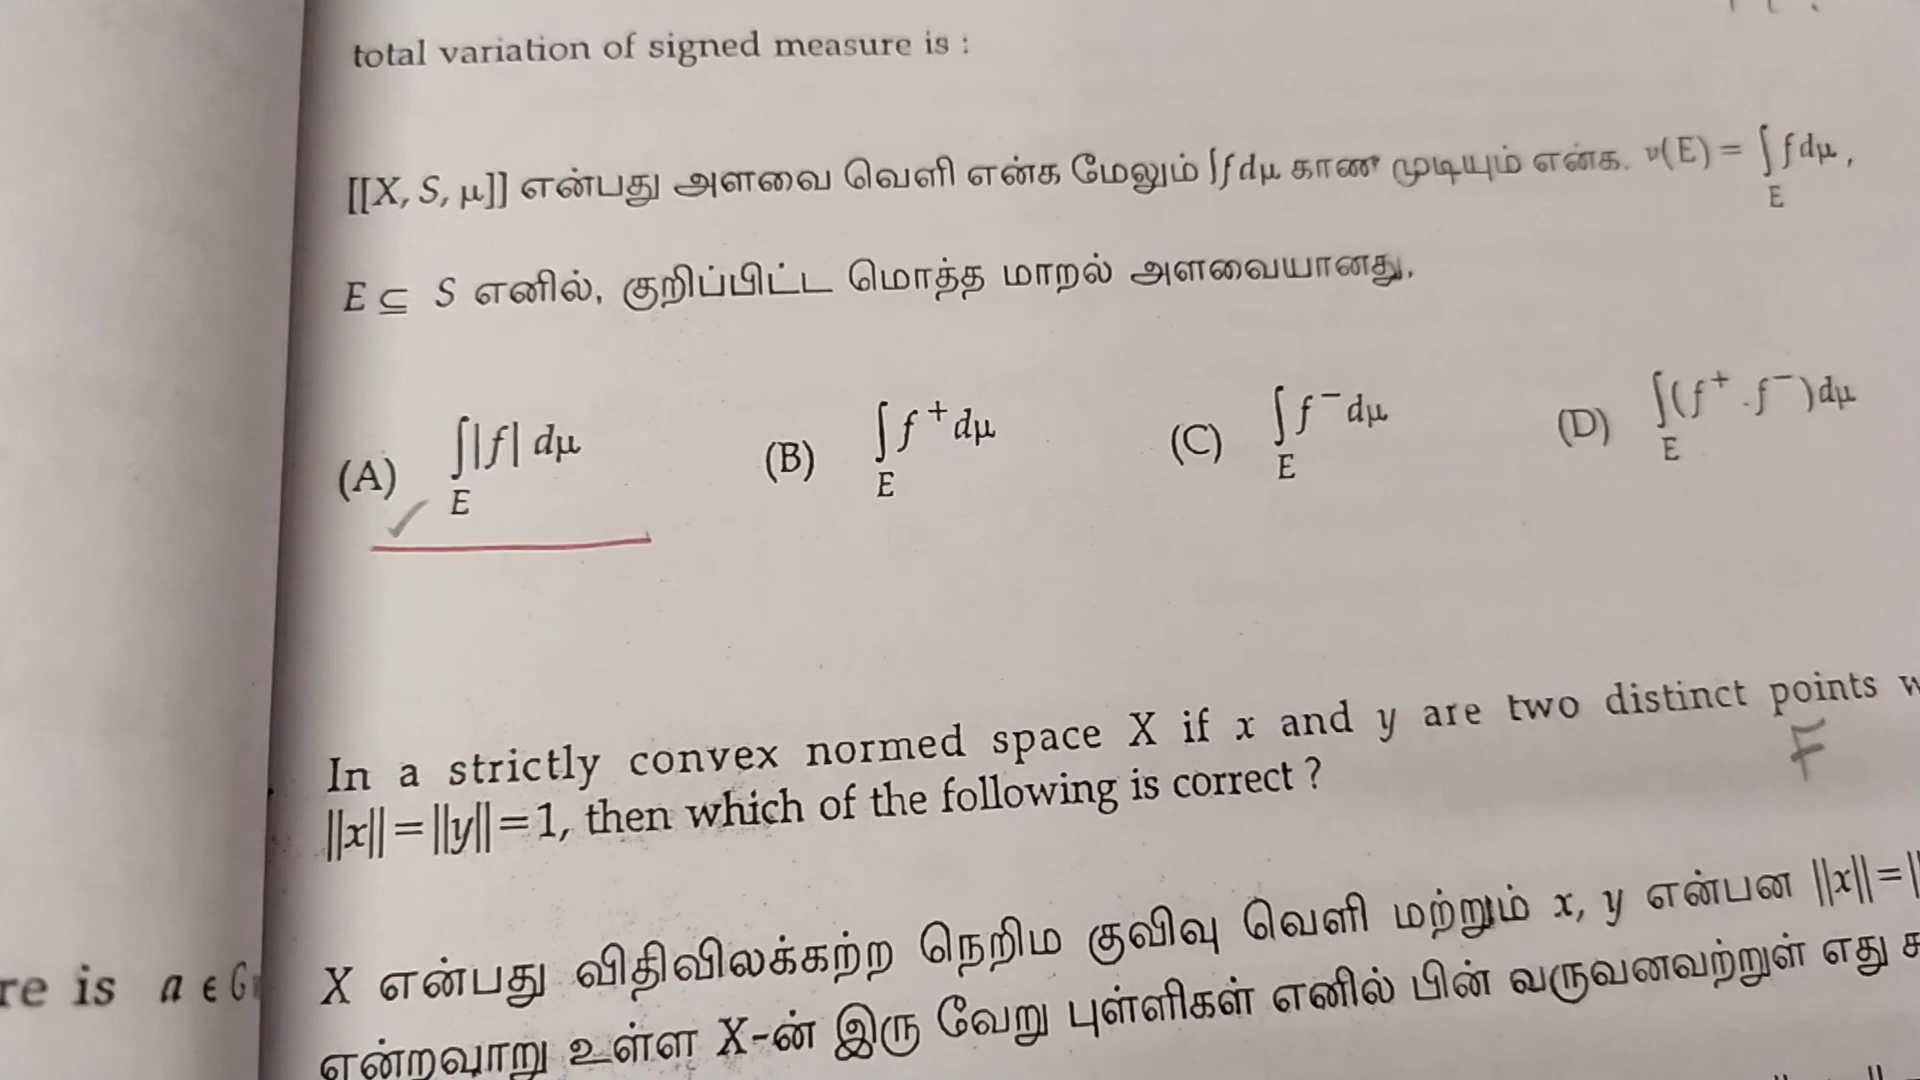 total variation of signed measure is :
[[X, S, μ]] என்பது அளவை வெளி என்க மேலும் ∫f dμ காண முடியும் என்க. ν(E) = ∫_E f dμ,
E ⊆ S எனில், குறிப்பிட்ட மொத்த மாறல் அளவையானது,
(A) ∫_E |f| dμ (B) ∫_E f⁺ dμ (C) ∫_E f⁻ dμ (D) ∫_E (f⁺ . f⁻) dμ
In a strictly convex normed space X if x and y are two distinct points
F
||x|| = ||y|| = 1, then which of the following is correct ?
X என்பது விதிவிலக்கற்ற நெறிம குவிவு வெளி மற்றும் x, y என்பன ||x|| =
re is a ϵ G
என்றவாறு உள்ள X-ன் இரு வேறு புள்ளிகள் எனில் பின் வருவனவற்றுள் எது